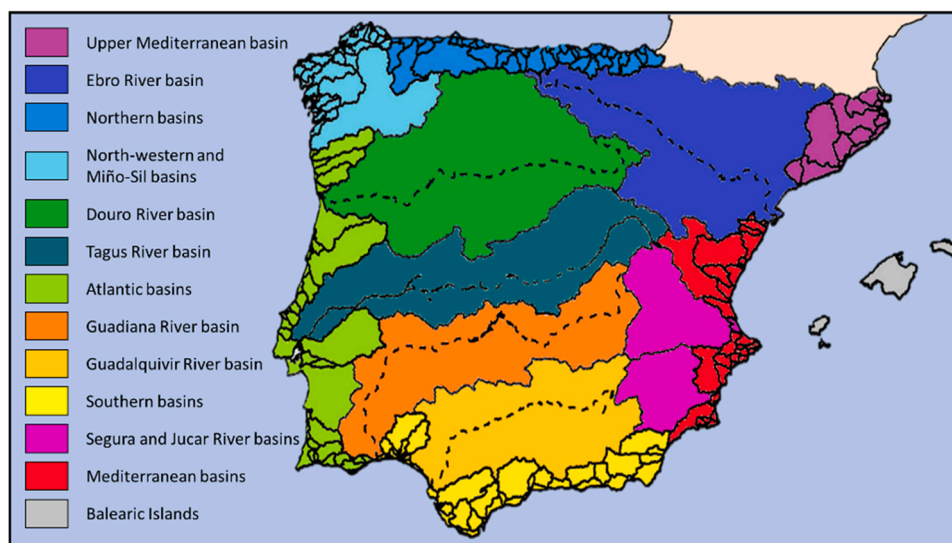 Upper Mediterranean basin
Ebro River basin
Northern basins
North-western and
Miño-Sil basins
Douro River basin
Tagus River basin
Atlantic basins
Guadiana River basin
Guadalquivir River basin
Southern basins
Segura and Jucar River basins
Mediterranean basins
Balearic Islands